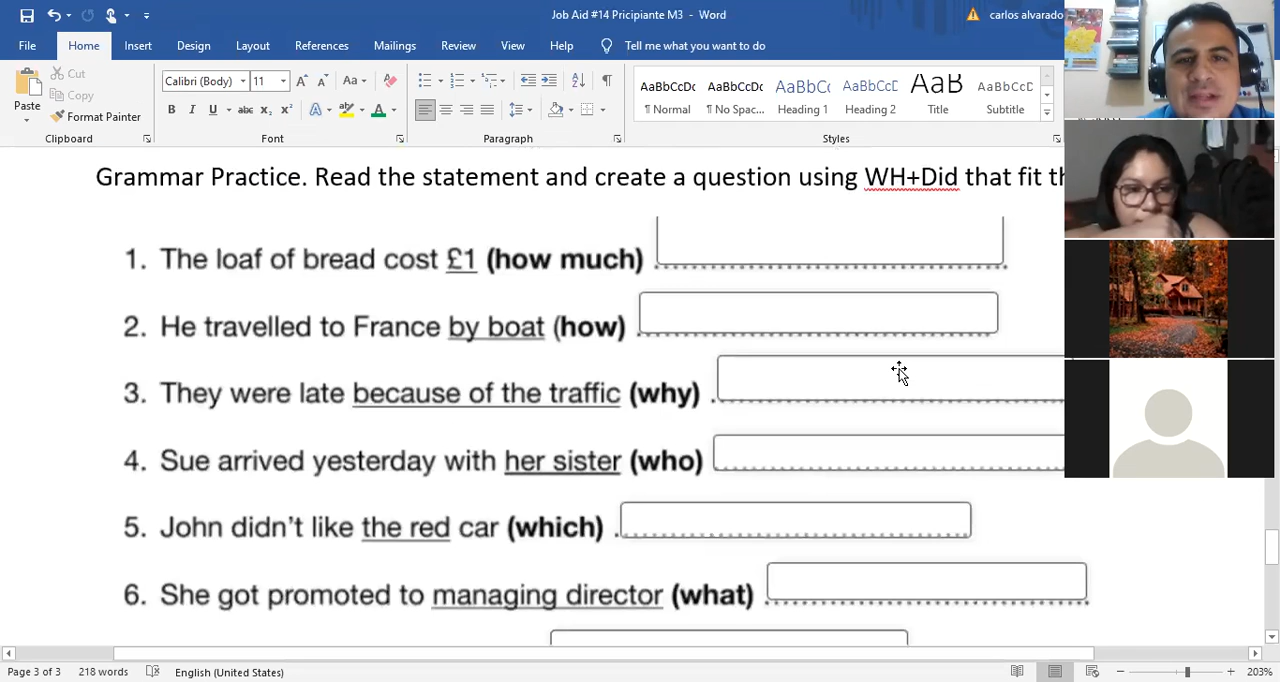 Job Aid #14 Pricipiante M3 - Word
carlos alvarado
File Home Insert Design Layout References Mailings Review View Help Tell me what you want to do
Paste
Cut
Copy
Format Painter
Clipboard
Calibri (Body) 11
Font
Paragraph
AaBbCcDc AaBbCcDc AaBbCc AaBbCcD AaB AaBbCcD
¶ Normal ¶ No Spac... Heading 1 Heading 2 Title Subtitle
Styles
Grammar Practice. Read the statement and create a question using WH+Did that fit th
1. The loaf of bread cost £1 (how much)
2. He travelled to France by boat (how)
3. They were late because of the traffic (why)
4. Sue arrived yesterday with her sister (who)
5. John didn't like the red car (which)
6. She got promoted to managing director (what)
Page 3 of 3 218 words English (United States) 203%